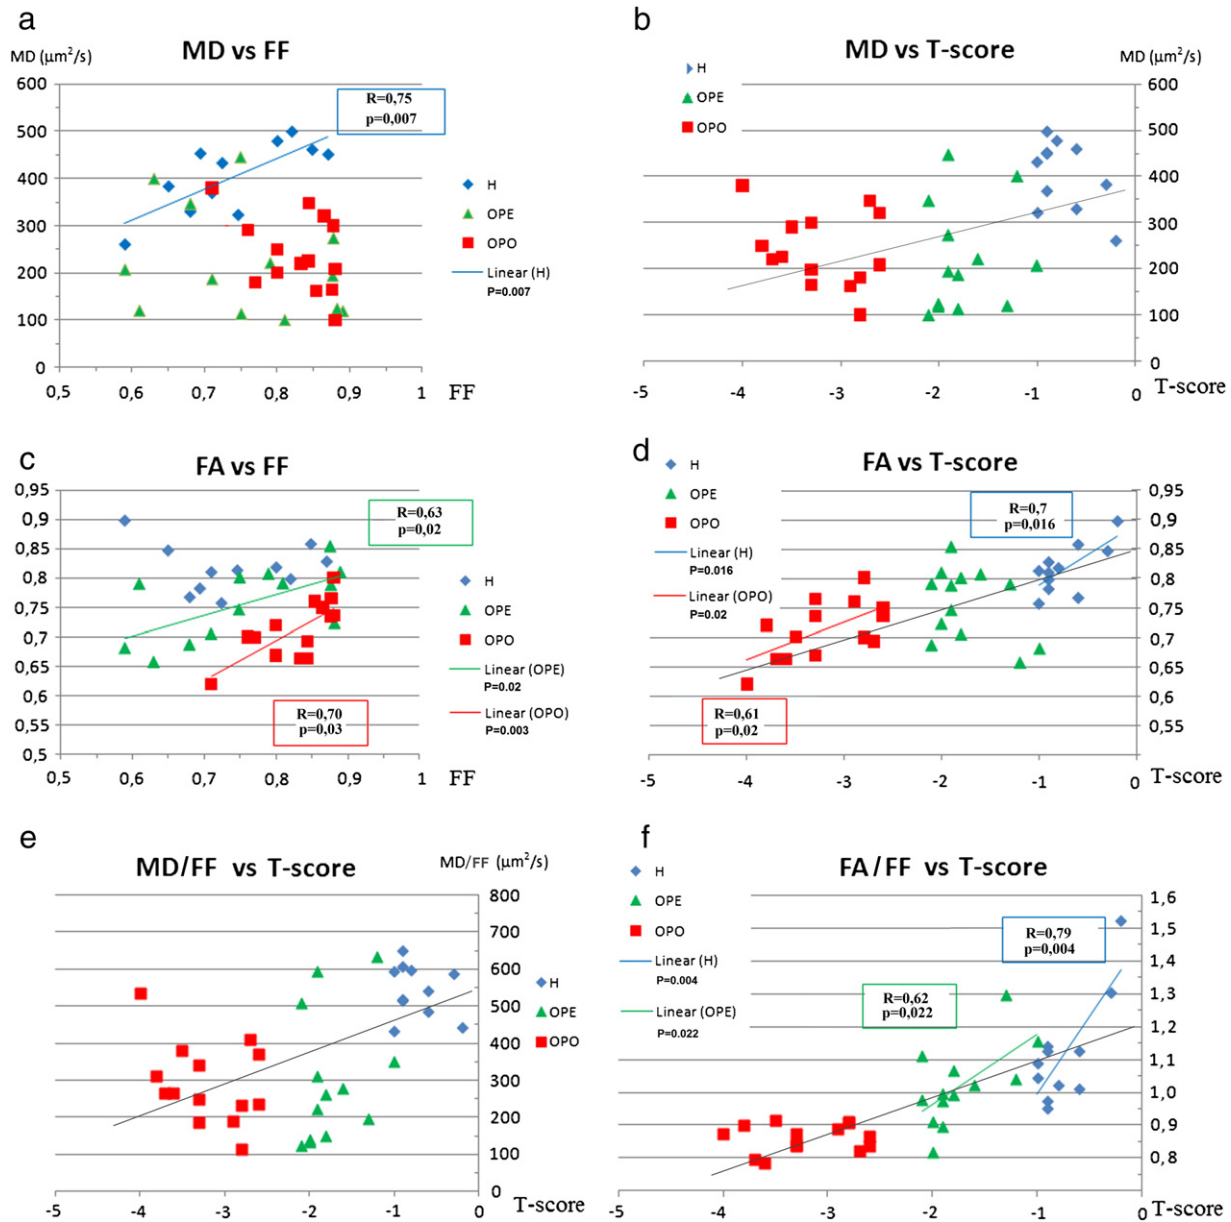 a
MD (μm²/s)
MD vs FF
600
500
400
300
200
100
0
0,5
0,6
0,7
0,8
0,9
1
FF
R=0,75
p=0,007
H
OPE
OPO
Linear (H)
P=0.007
b
MD vs T-score
MD (μm²/s)
H
OPE
OPO
600
500
400
300
200
100
0
-5
-4
-3
-2
-1
0
T-score
c
FA vs FF
0,95
0,9
0,85
0,8
0,75
0,7
0,65
0,6
0,55
0,5
0,5
0,6
0,7
0,8
0,9
1
FF
R=0,63
p=0,02
R=0,70
p=0,03
H
OPE
OPO
Linear (OPE)
P=0.02
Linear (OPO)
P=0.003
d
FA vs T-score
H
OPE
OPO
Linear (H)
P=0.016
Linear (OPO)
P=0.02
R=0,7
p=0,016
R=0,61
p=0,02
0,95
0,9
0,85
0,8
0,75
0,7
0,65
0,6
0,55
-5
-4
-3
-2
-1
0
T-score
e
MD/FF vs T-score
MD/FF (μm²/s)
800
700
600
500
400
300
200
100
0
H
OPE
OPO
-5
-4
-3
-2
-1
0
T-score
f
FA/FF vs T-score
H
OPE
OPO
Linear (H)
P=0.004
Linear (OPE)
P=0.022
R=0,79
p=0,004
R=0,62
p=0,022
1,6
1,5
1,4
1,3
1,2
1,1
1,0
0,9
0,8
-5
-4
-3
-2
-1
0
T-score